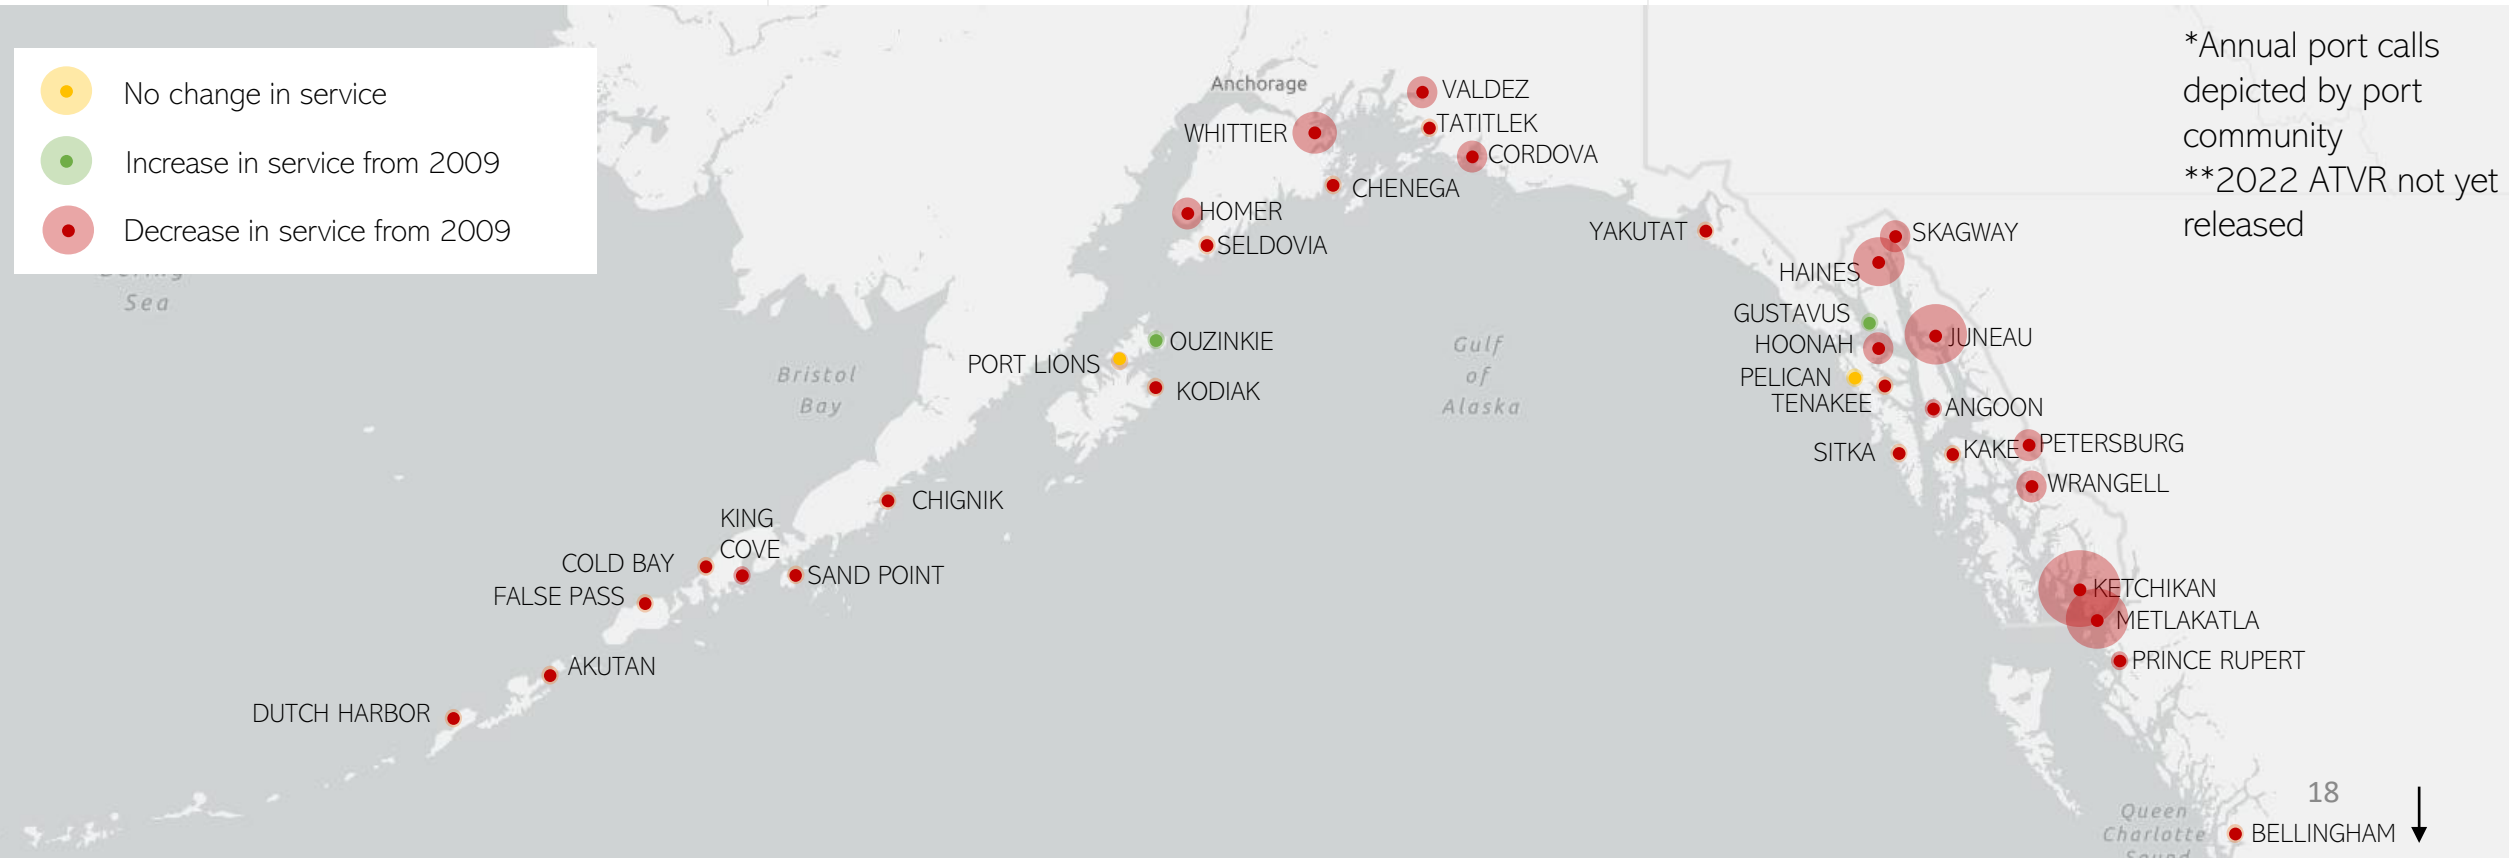 No change in service
Increase in service from 2009
Decrease in service from 2009
*Annual port calls
depicted by port
community
**2022 ATVR not yet
released
Anchorage
VALDEZ
WHITTIER
TATITLEK
CORDOVA
CHENEGA
HOMER
SELDOVIA
YAKUTAT
SKAGWAY
HAINES
GUSTAVUS
HOONAH
JUNEAU
PELICAN
TENAKEE
ANGOON
SITKA
KAKE
PETERSBURG
WRANGELL
KETCHIKAN
METLAKATLA
PRINCE RUPERT
BELLINGHAM
Sea
Bristol
Bay
Gulf
of
Alaska
OUZINKIE
PORT LIONS
KODIAK
CHIGNIK
KING
COVE
COLD BAY
SAND POINT
FALSE PASS
AKUTAN
DUTCH HARBOR
Queen
Charlotte
18